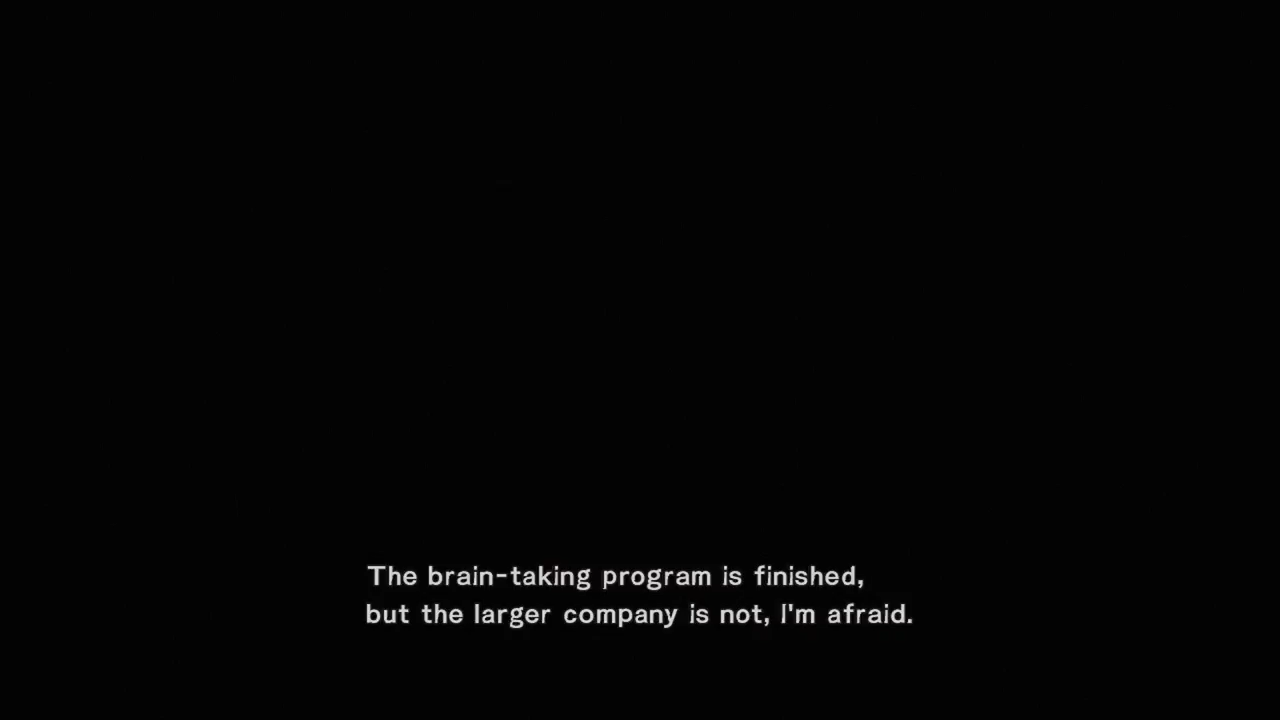 The brain-taking program is finished,
but the larger company is not, I'm afraid.